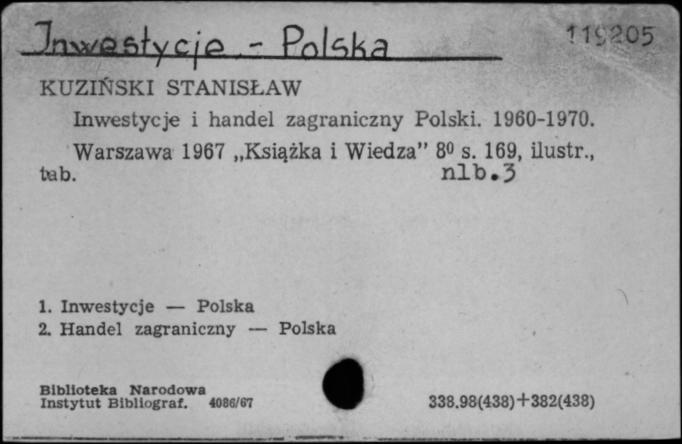 Inwestycje - Polska 119205
KUZIŃSKI STANISŁAW
Inwestycje i handel zagraniczny Polski. 1960-1970.
Warszawa 1967 „Książka i Wiedza” 8⁰ s. 169, ilustr.,
tab. nlb.3
1. Inwestycje — Polska
2. Handel zagraniczny — Polska
Biblioteka Narodowa
Instytut Bibliograf. 4086/67 338.98(438)+382(438)